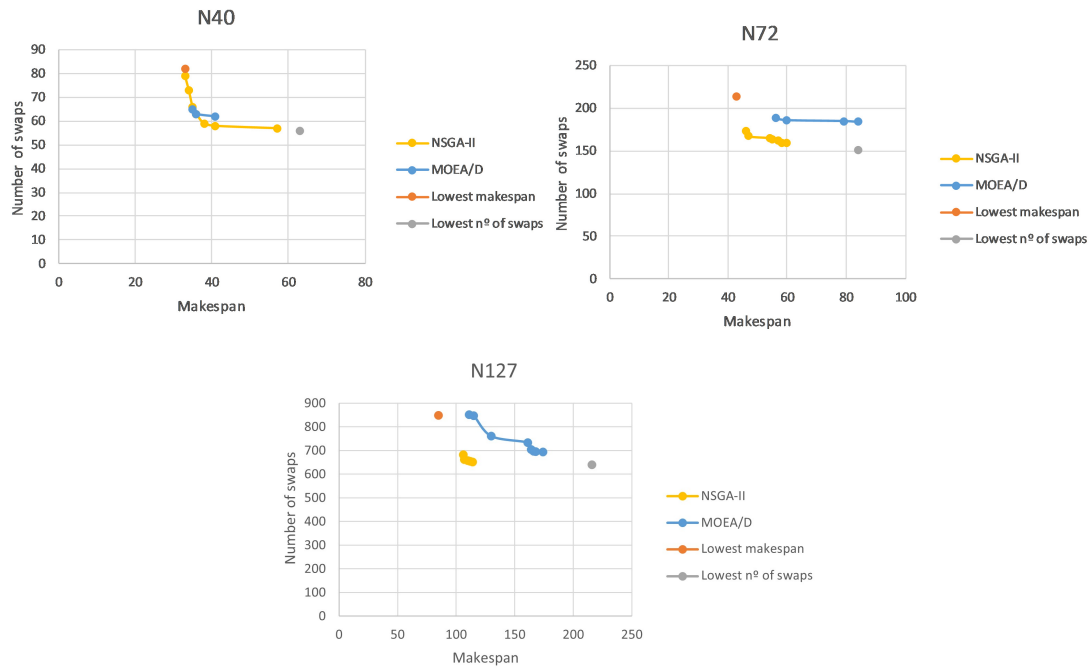 N40
90
80
70
60
50
40
30
20
10
0
0 20 40 60 80
Number of swaps
Makespan
NSGA-II
MOEA/D
Lowest makespan
Lowest nº of swaps
N72
250
200
150
100
50
0
0 20 40 60 80 100
Number of swaps
Makespan
NSGA-II
MOEA/D
Lowest makespan
Lowest nº of swaps
N127
900
800
700
600
500
400
300
200
100
0
0 50 100 150 200 250
Number of swaps
Makespan
NSGA-II
MOEA/D
Lowest makespan
Lowest nº of swaps